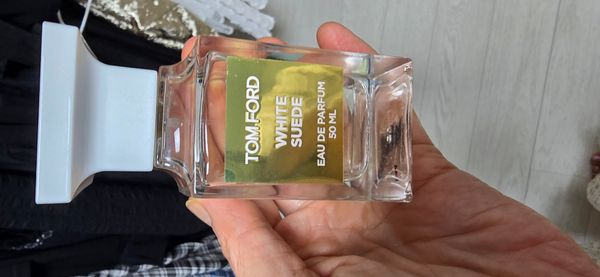 TOM FORD
WHITE
SUEDE
EAU DE PARFUM
50 ML